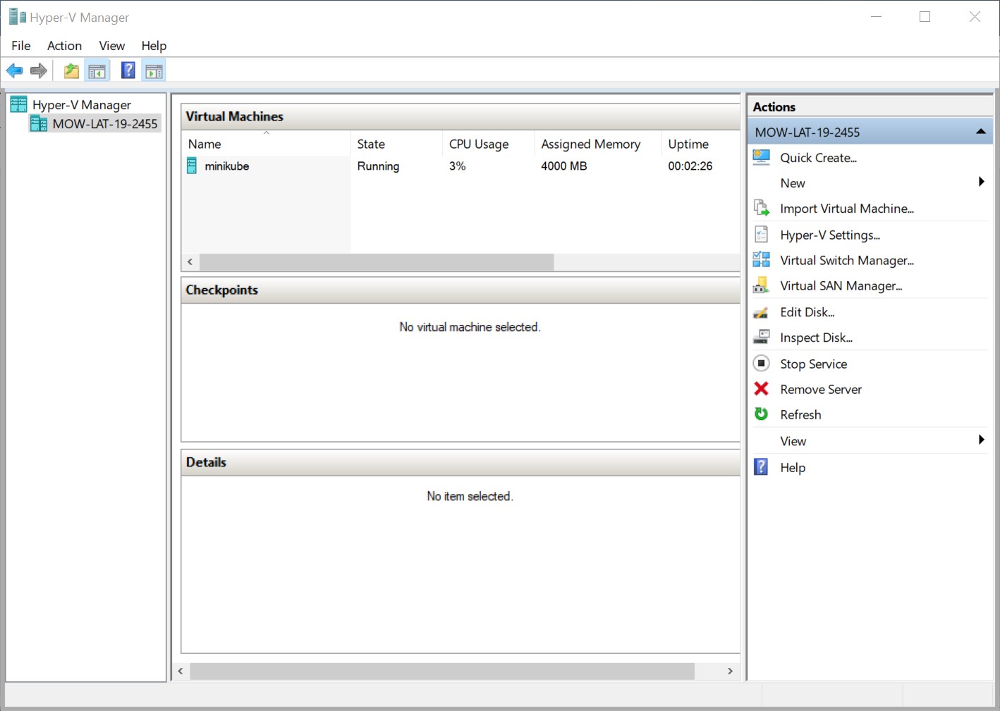 Hyper-V Manager
File Action View Help
Hyper-V Manager
MOW-LAT-19-2455
Virtual Machines
Name State CPU Usage Assigned Memory Uptime
minikube Running 3% 4000 MB 00:02:26
Checkpoints
No virtual machine selected.
Details
No item selected.
Actions
MOW-LAT-19-2455
Quick Create...
New
Import Virtual Machine...
Hyper-V Settings...
Virtual Switch Manager...
Virtual SAN Manager...
Edit Disk...
Inspect Disk...
Stop Service
Remove Server
Refresh
View
Help